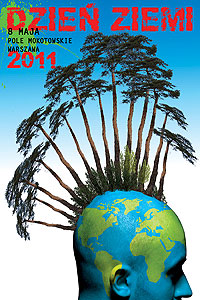 DZIEŃ ZIEMI
8 MAJA
POLE MOKOTOWSKIE
WARSZAWA
2011